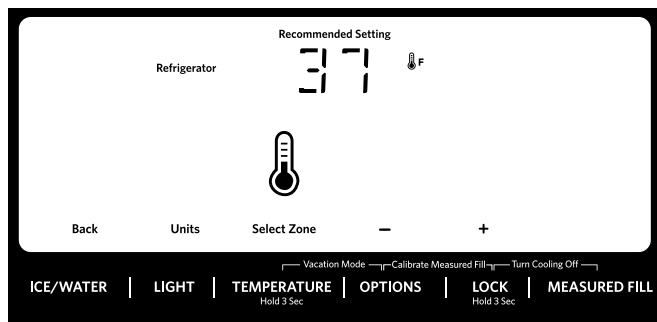 Recommended Setting
Refrigerator 37 F
Back Units Select Zone – +
Vacation Mode Calibrate Measured Fill Turn Cooling Off
ICE/WATER | LIGHT | TEMPERATURE | OPTIONS | LOCK | MEASURED FILL
Hold 3 Sec Hold 3 Sec